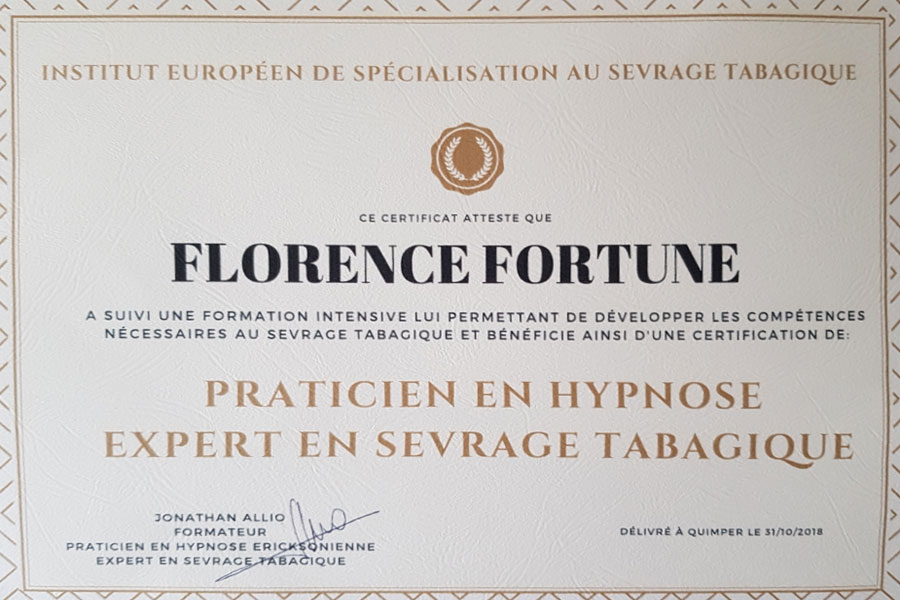 INSTITUT EUROPÉEN DE SPÉCIALISATION AU SEVRAGE TABAGIQUE
CE CERTIFICAT ATTESTE QUE
FLORENCE FORTUNE
A SUIVI UNE FORMATION INTENSIVE LUI PERMETTANT DE DÉVELOPPER LES COMPÉTENCES
NÉCESSAIRES AU SEVRAGE TABAGIQUE ET BÉNÉFICIE AINSI D'UNE CERTIFICATION DE:
PRATICIEN EN HYPNOSE
EXPERT EN SEVRAGE TABAGIQUE
JONATHAN ALLIO
FORMATEUR
PRATICIEN EN HYPNOSE ERICKSONIENNE
EXPERT EN SEVRAGE TABAGIQUE
DÉLIVRÉ À QUIMPER LE 31/10/2018